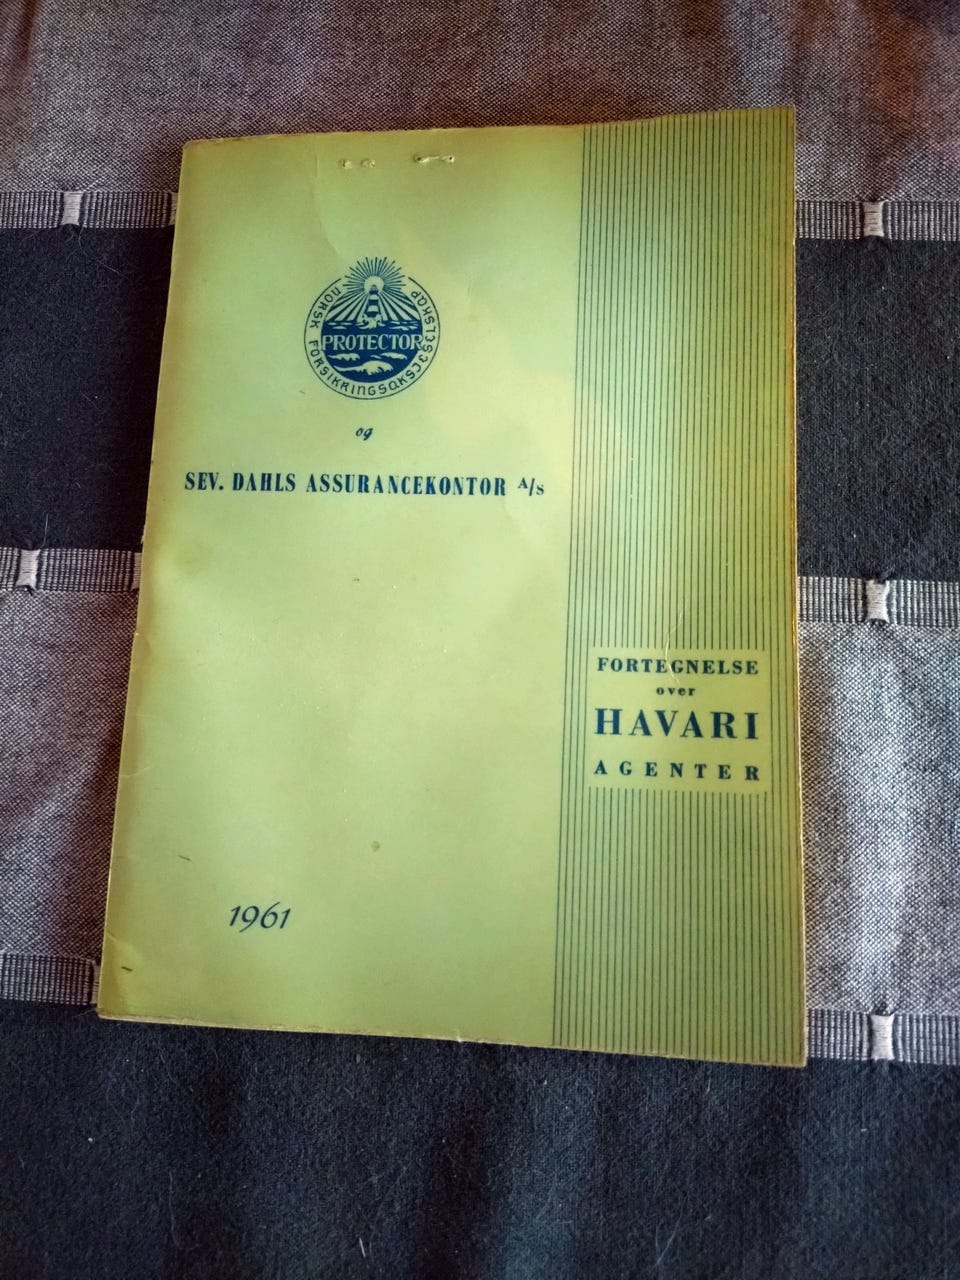 NORSK FORSIKRINGSAKSJESELSKAP
PROTECTOR
og
SEV. DAHLS ASSURANCEKONTOR A/S
FORTEGNELSE
over
HAVARI
AGENTER
1961